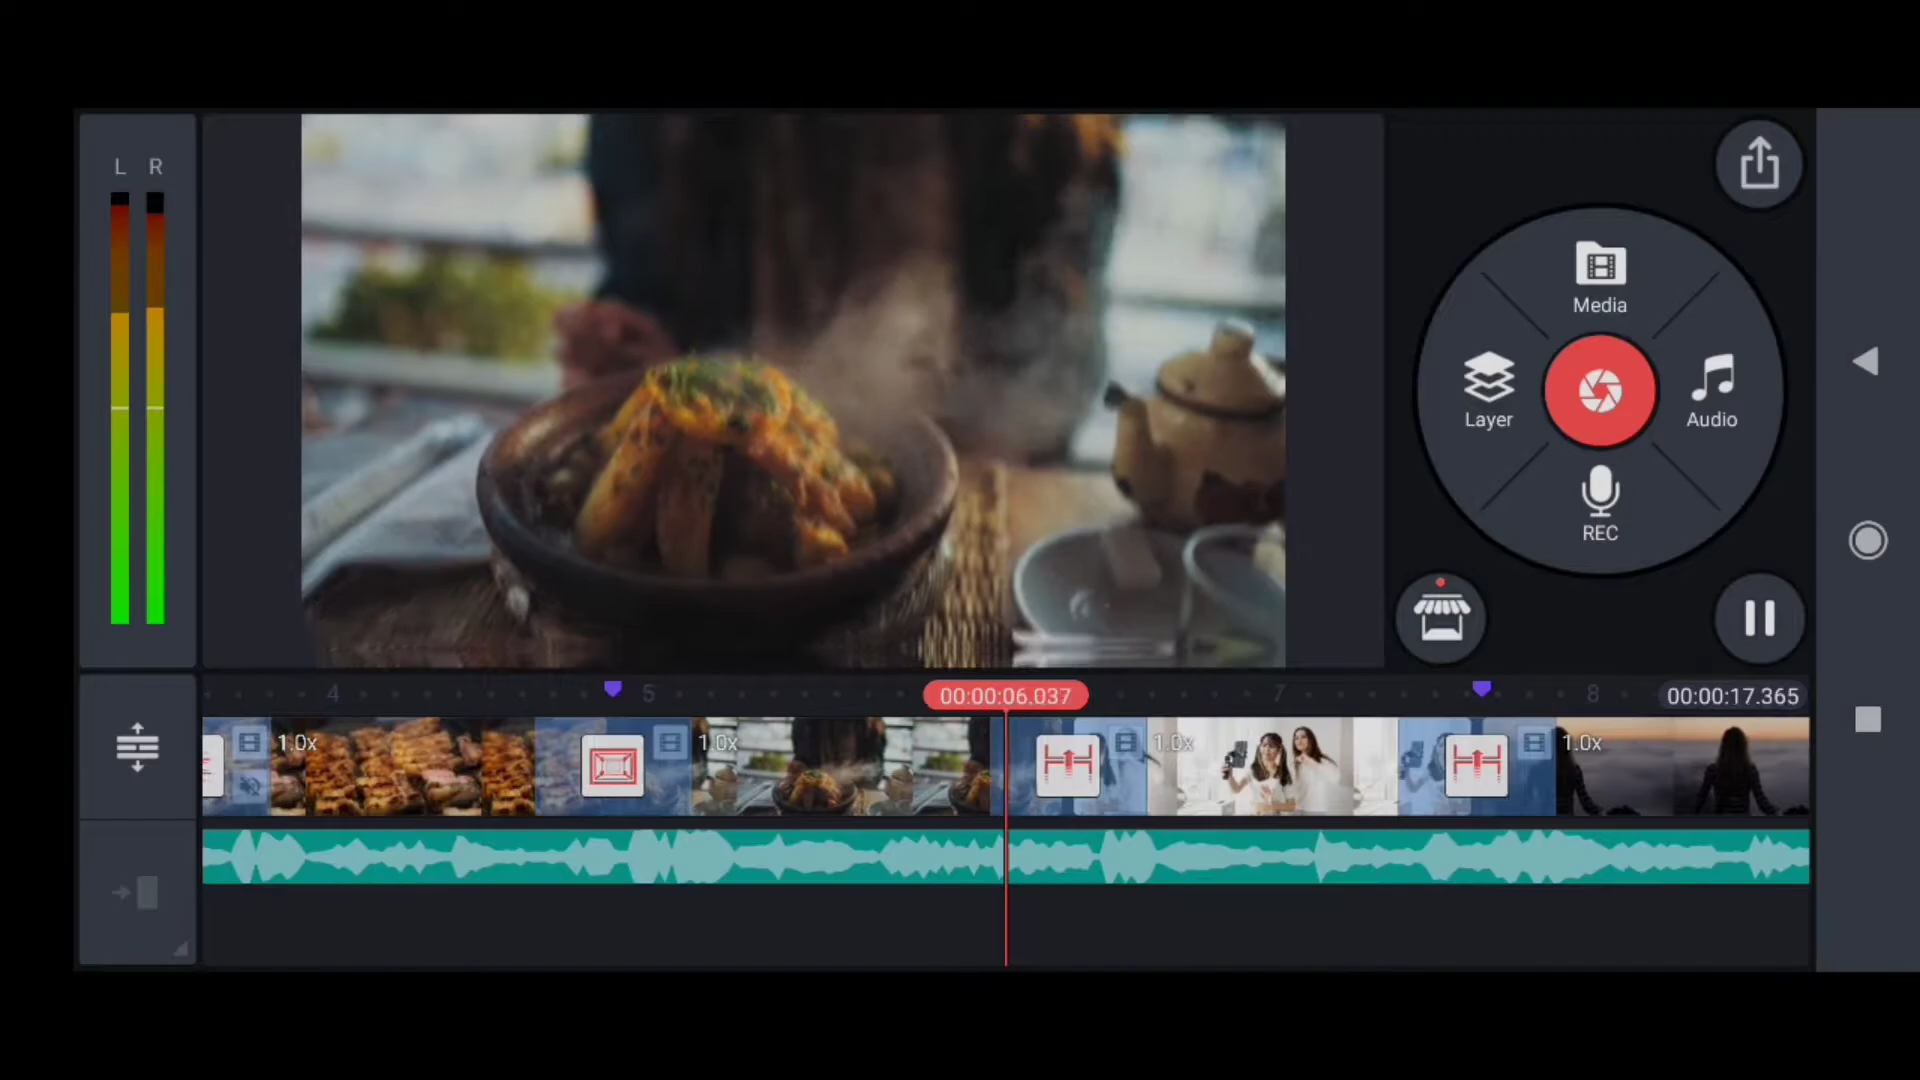 L R
Media
Layer
Audio
REC
4
5
00:00:06.037
7
8
00:00:17.365
1.0x
1.0x
1.0x
1.0x